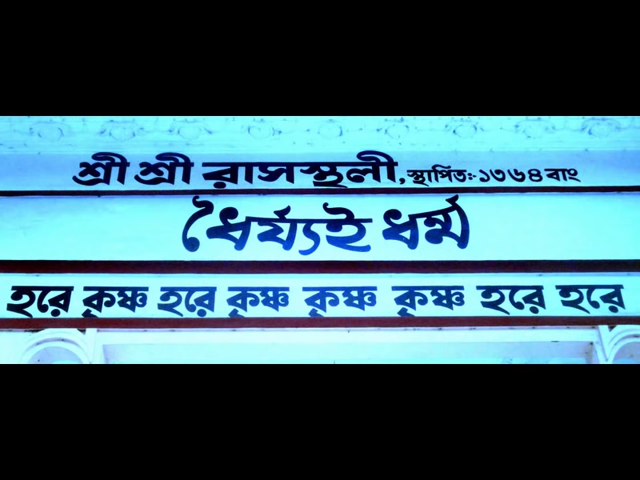 শ্রী শ্রী রাসস্থলী, স্থাপিতঃ-১৩৬৪ বাং
ধৈর্য্যই ধর্ম্ম
হরে কৃষ্ণ হরে কৃষ্ণ কৃষ্ণ কৃষ্ণ হরে হরে